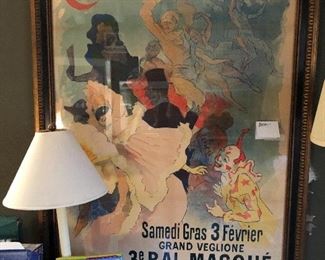 Samedi Gras 3 Février
GRAND VEGLIONE
3e BAL MASQUÉ